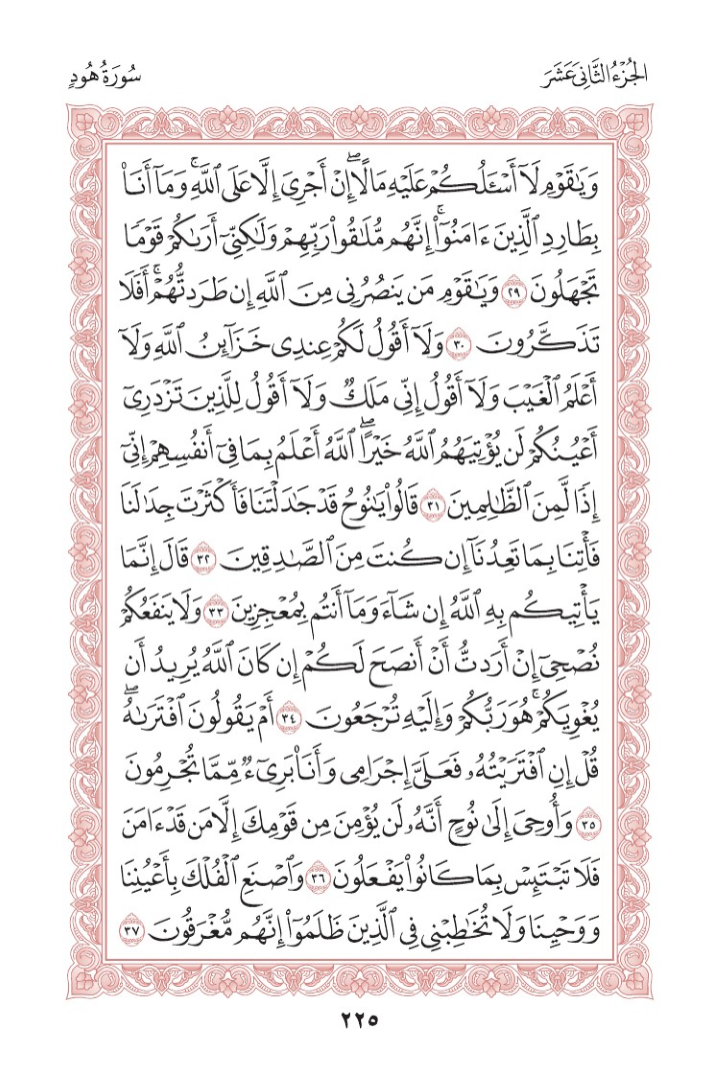 الجُزْءُ الثَّانِي عَشَرَ
سُورَةُ هُودٍ
وَيَٰقَوْمِ لَآ أَسْـَٔلُكُمْ عَلَيْهِ مَالًاۖ إِنْ أَجْرِىَ إِلَّا عَلَى ٱللَّهِۚ وَمَآ أَنَا۠
بِطَارِدِ ٱلَّذِينَ ءَامَنُوٓا۟ۚ إِنَّهُم مُّلَٰقُوا۟ رَبِّهِمْ وَلَٰكِنِّىٓ أَرَىٰكُمْ قَوْمًا
تَجْهَلُونَ ٢٩ وَيَٰقَوْمِ مَن يَنصُرُنِى مِنَ ٱللَّهِ إِن طَرَدتُّهُمْۚ أَفَلَا
تَذَكَّرُونَ ٣٠ وَلَآ أَقُولُ لَكُمْ عِندِى خَزَآئِنُ ٱللَّهِ وَلَآ
أَعْلَمُ ٱلْغَيْبَ وَلَآ أَقُولُ إِنِّى مَلَكٌ وَلَآ أَقُولُ لِلَّذِينَ تَزْدَرِىٓ
أَعْيُنُكُمْ لَن يُؤْتِيَهُمُ ٱللَّهُ خَيْرًاۖ ٱللَّهُ أَعْلَمُ بِمَا فِىٓ أَنفُسِهِمْ إِنِّىٓ
إِذًا لَّمِنَ ٱلظَّٰلِمِينَ ٣١ قَالُوا۟ يَٰنُوحُ قَدْ جَٰدَلْتَنَا فَأَكْثَرْتَ جِدَٰلَنَا
فَأْتِنَا بِمَا تَعِدُنَآ إِن كُنتَ مِنَ ٱلصَّٰدِقِينَ ٣٢ قَالَ إِنَّمَا
يَأْتِيكُم بِهِ ٱللَّهُ إِن شَآءَ وَمَآ أَنتُم بِمُعْجِزِينَ ٣٣ وَلَا يَنفَعُكُمْ
نُصْحِىٓ إِنْ أَرَدتُّ أَنْ أَنصَحَ لَكُمْ إِن كَانَ ٱللَّهُ يُرِيدُ أَن
يُغْوِيَكُمْۚ هُوَ رَبُّكُمْ وَإِلَيْهِ تُرْجَعُونَ ٣٤ أَمْ يَقُولُونَ ٱفْتَرَىٰهُۖ
قُلْ إِنِ ٱفْتَرَيْتُهُۥ فَعَلَىَّ إِجْرَامِى وَأَنَا۠ بَرِىٓءٌ مِّمَّا تُجْرِمُونَ
٣٥ وَأُوحِىَ إِلَىٰ نُوحٍ أَنَّهُۥ لَن يُؤْمِنَ مِن قَوْمِكَ إِلَّا مَن قَدْ ءَامَنَ
فَلَا تَبْتَئِسْ بِمَا كَانُوا۟ يَفْعَلُونَ ٣٦ وَٱصْنَعِ ٱلْفُلْكَ بِأَعْيُنِنَا
وَوَحْيِنَا وَلَا تُخَٰطِبْنِى فِى ٱلَّذِينَ ظَلَمُوٓا۟ إِنَّهُم مُّغْرَقُونَ ٣٧
٢٢٥